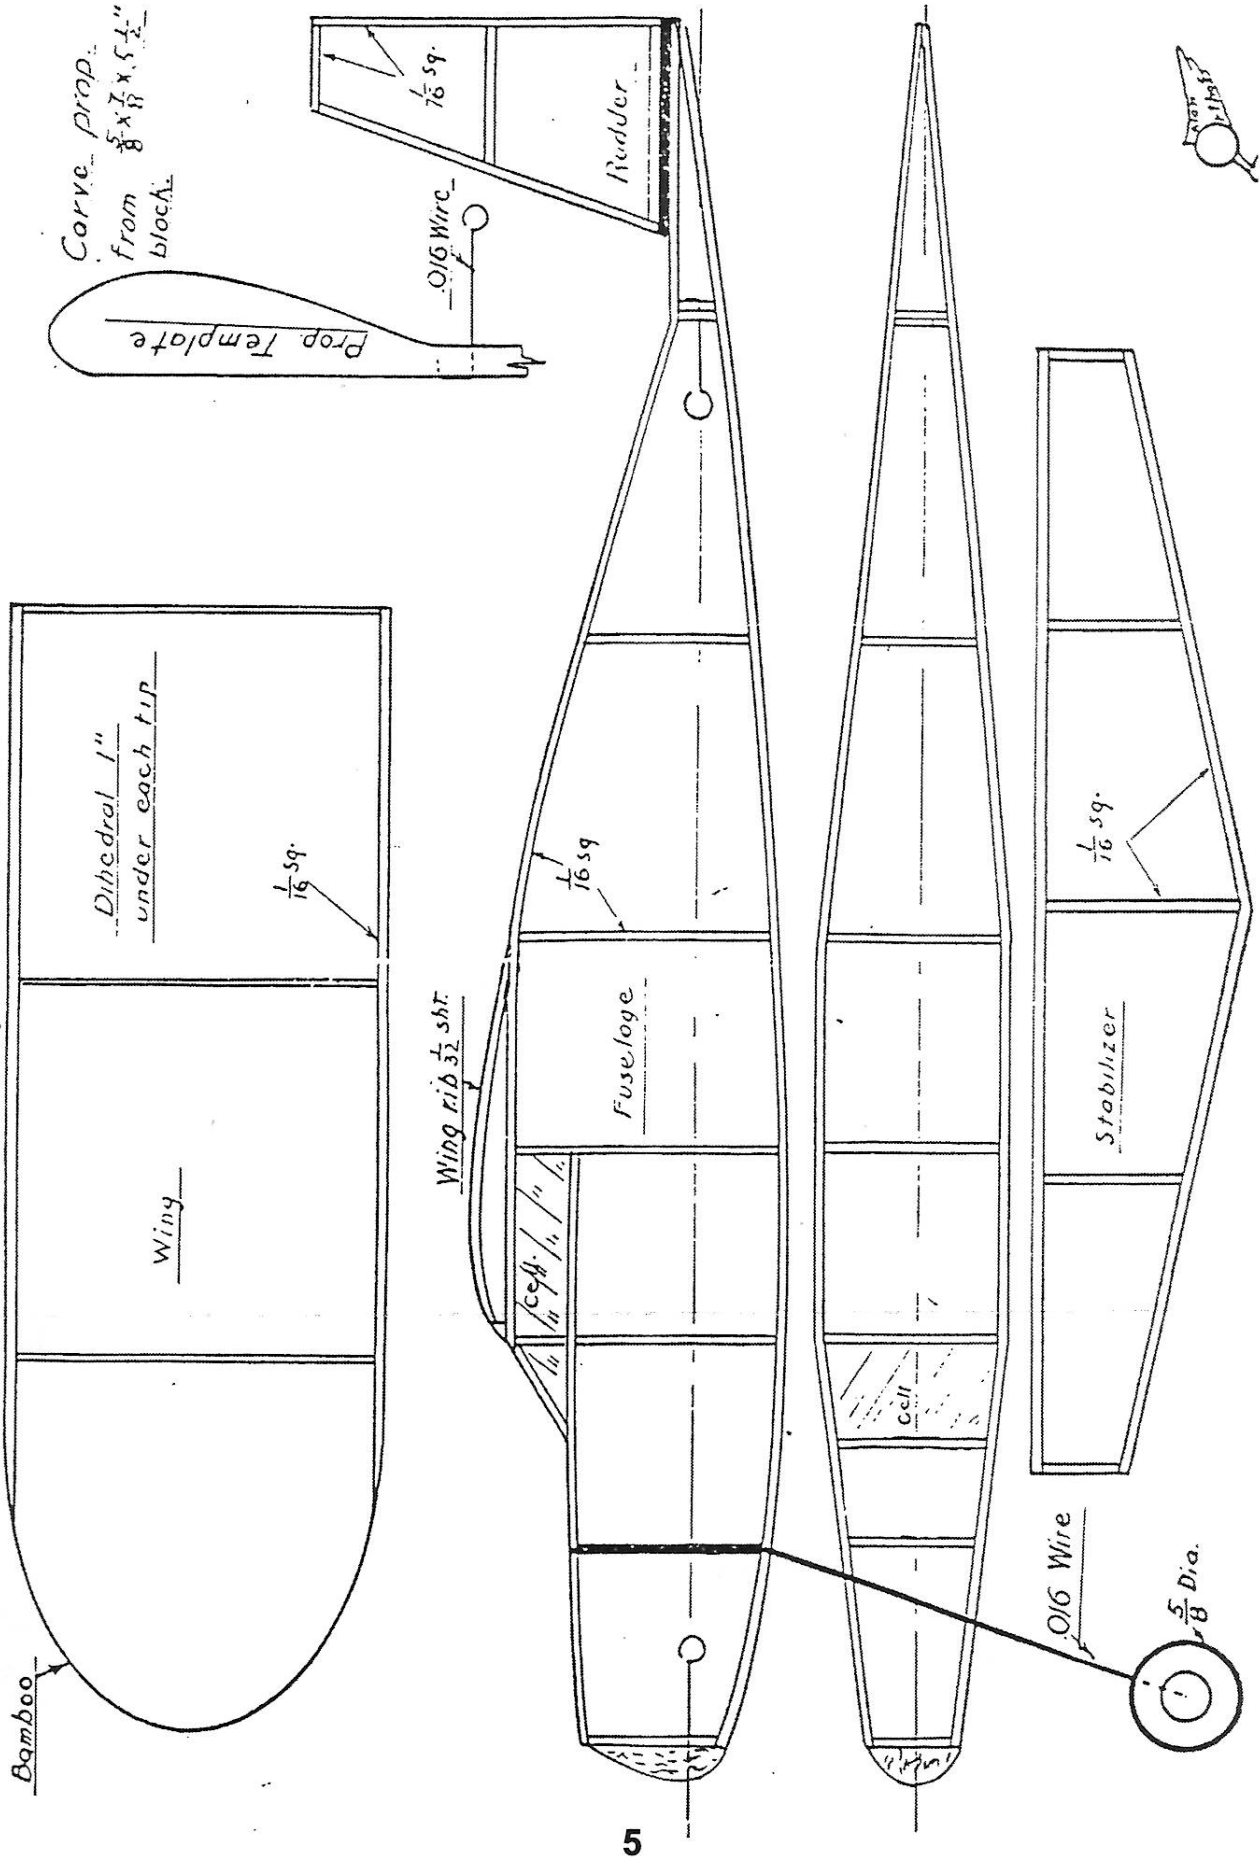 Carve prop.
from 5/8 x 7/8 x 5 1/2"
block.
Prop. Template
.016 Wire
1/16 sq.
Rudder
Bamboo
Wing
Dihedral 1"
under each tip
1/16 sq.
Wing rib 1/32 sht.
Cell.
Fuselage
1/16 sq
Cell
Stabilizer
1/16 sq.
.016 Wire
5/8 Dia.
5